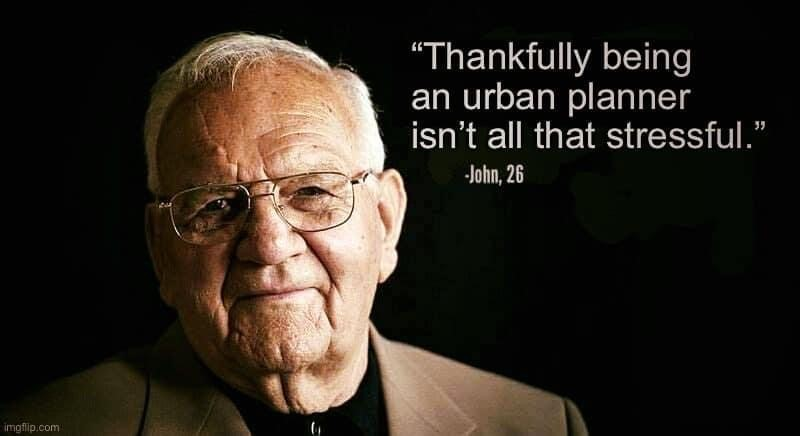 “Thankfully being
an urban planner
isn’t all that stressful.”
-John, 26
imgflip.com